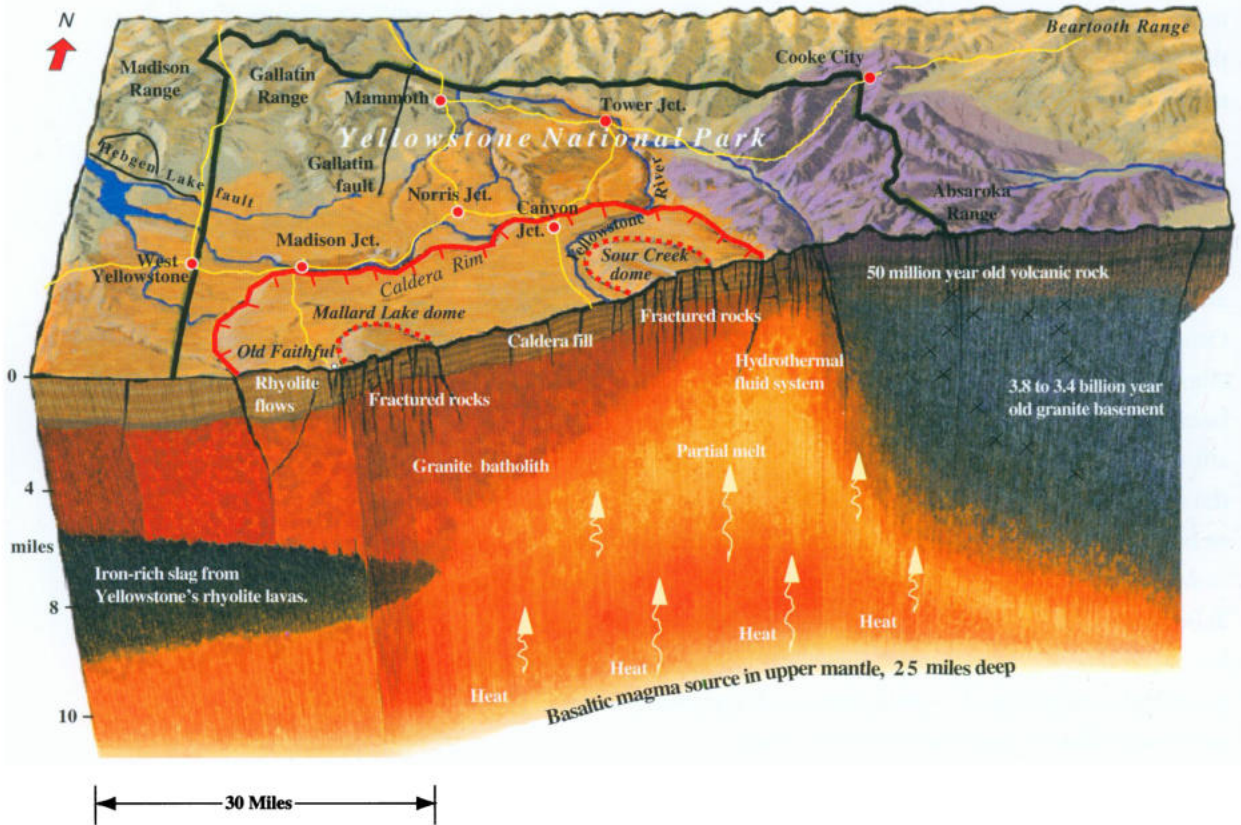 N
Beartooth Range
Cooke City
Madison
Range
Gallatin
Range
Mammoth
Tower Jct.
Yellowstone National Park
Hebgen Lake fault
Gallatin
fault
River
Norris Jct.
Canyon
Jct.
Absaroka
Range
Madison Jct.
Yellowstone
West
Yellowstone
Caldera Rim
Sour Creek
dome
50 million year old volcanic rock
Mallard Lake dome
Fractured rocks
Caldera fill
Old Faithful
0
Rhyolite
flows
Fractured rocks
Hydrothermal
fluid system
3.8 to 3.4 billion year
old granite basement
Granite batholith
Partial melt
4
miles
Iron-rich slag from
Yellowstone's rhyolite lavas.
8
Heat
Heat
Heat
Heat
Basaltic magma source in upper mantle, 25 miles deep
10
30 Miles